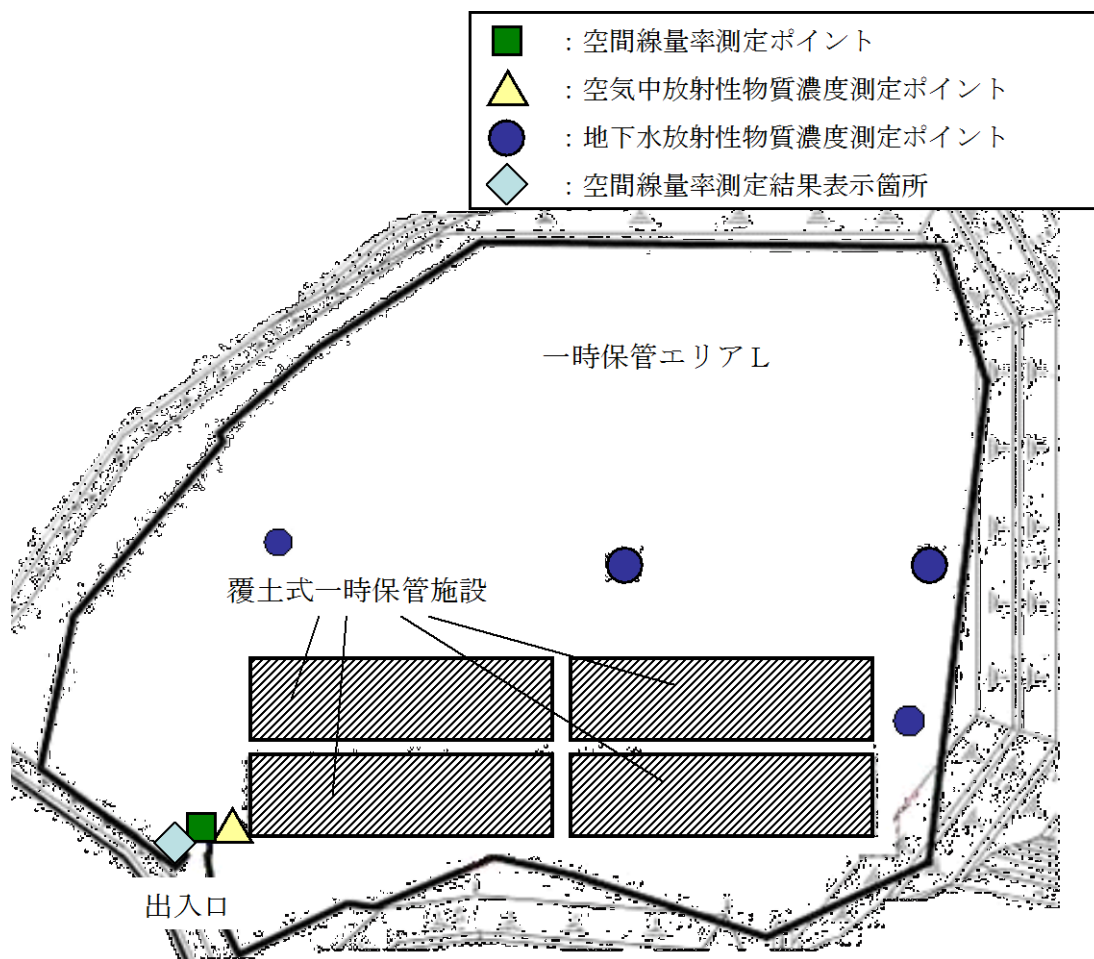 ：空間線量率測定ポイント
：空気中放射性物質濃度測定ポイント
：地下水放射性物質濃度測定ポイント
：空間線量率測定結果表示箇所
一時保管エリアＬ
覆土式一時保管施設
出入口